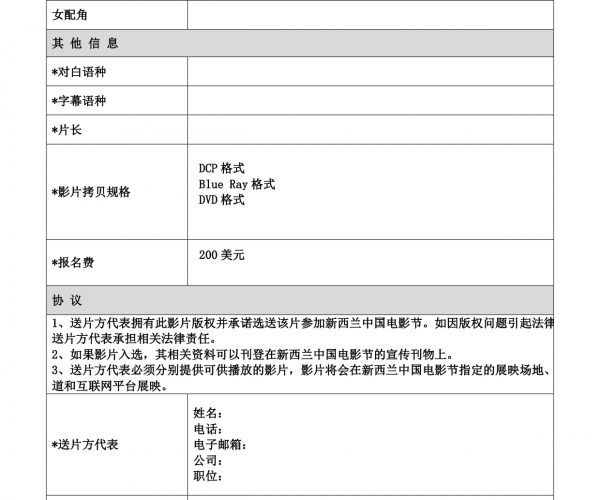 女配角
其 他 信 息
*对白语种
*字幕语种
*片长
*影片拷贝规格
DCP 格式
Blue Ray 格式
DVD 格式
*报名费
200 美元
协 议
1、送片方代表拥有此影片版权并承诺选送该片参加新西兰中国电影节。如因版权问题引起法律
送片方代表承担相关法律责任。
2、如果影片入选，其相关资料可以刊登在新西兰中国电影节的宣传刊物上。
3、送片方代表必须分别提供可供播放的影片，影片将会在新西兰中国电影节指定的展映场地、
道和互联网平台展映。
*送片方代表
姓名：
电话：
电子邮箱：
公司：
职位：